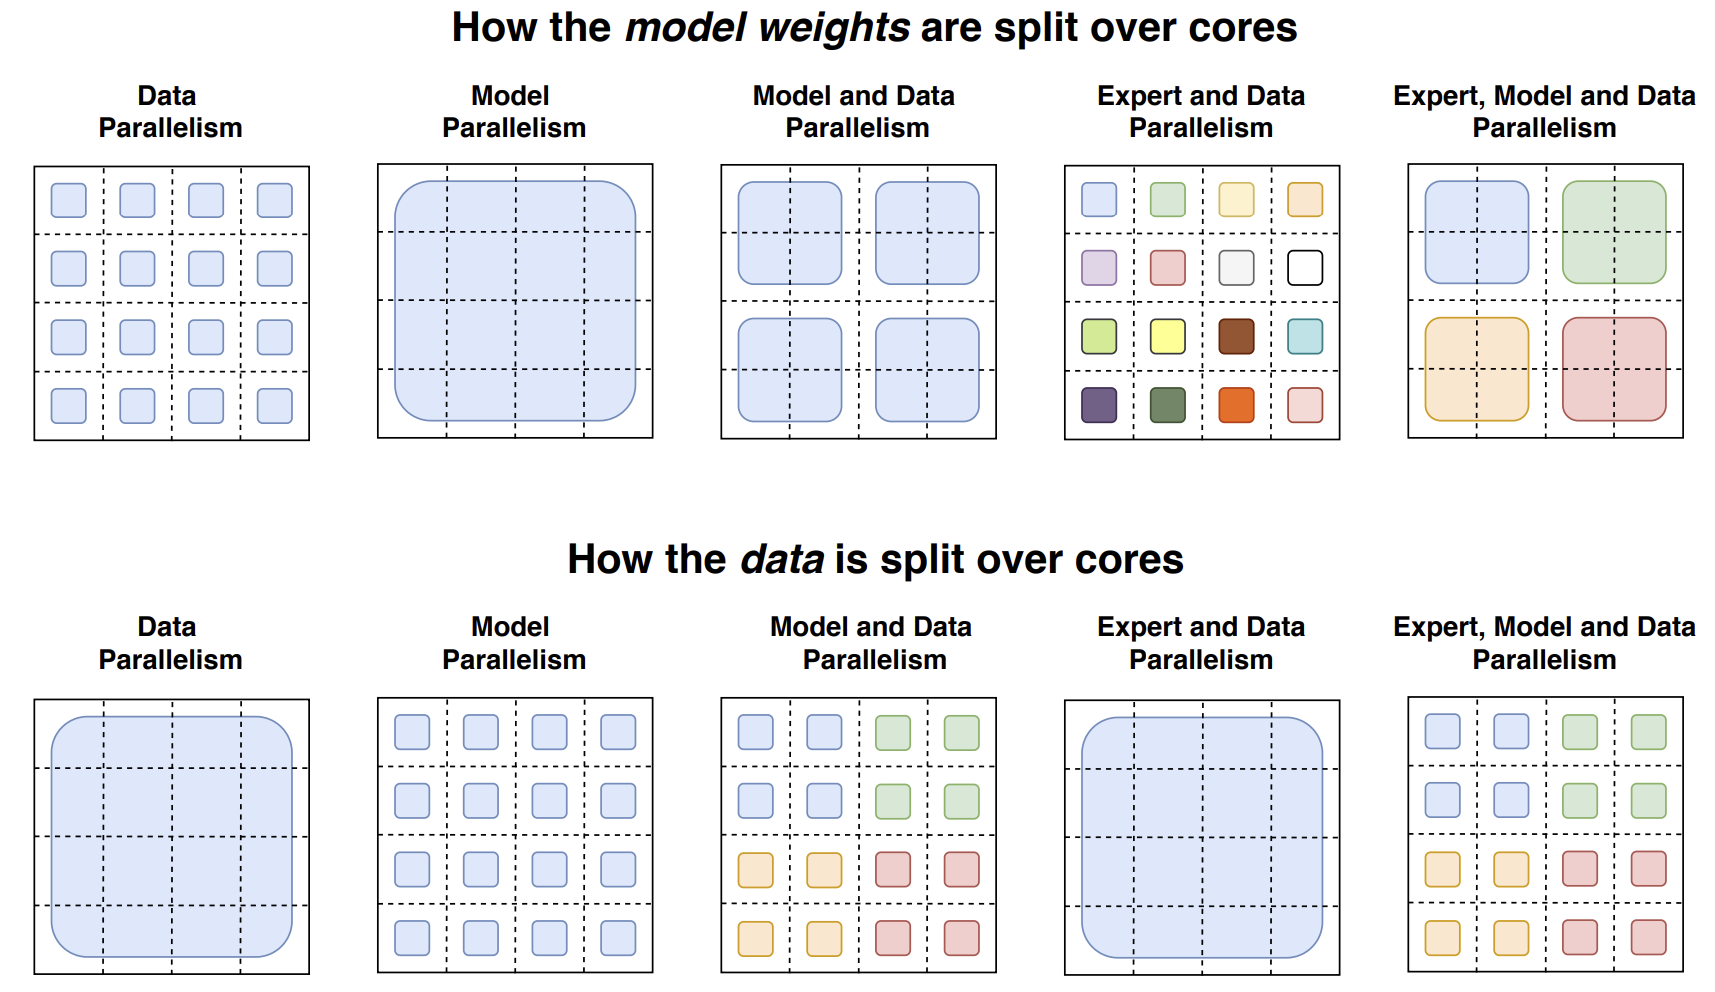 How the model weights are split over cores
Data
Parallelism
Model
Parallelism
Model and Data
Parallelism
Expert and Data
Parallelism
Expert, Model and Data
Parallelism
How the data is split over cores
Data
Parallelism
Model
Parallelism
Model and Data
Parallelism
Expert and Data
Parallelism
Expert, Model and Data
Parallelism